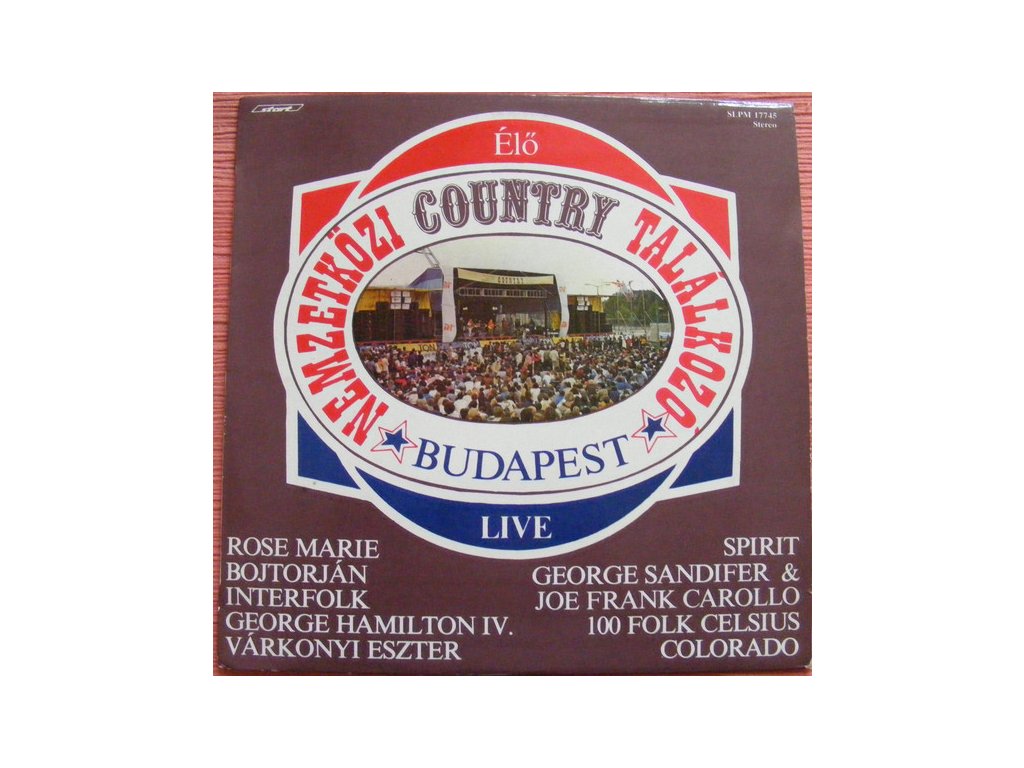 start
SLPM 17745
Stereo
Élő
NEMZETKÖZI COUNTRY TALÁLKOZÓ
COUNTRY
BUDAPEST
LIVE
ROSE MARIE
BOJTORJÁN
INTERFOLK
GEORGE HAMILTON IV.
VÁRKONYI ESZTER
SPIRIT
GEORGE SANDIFER &
JOE FRANK CAROLLO
100 FOLK CELSIUS
COLORADO